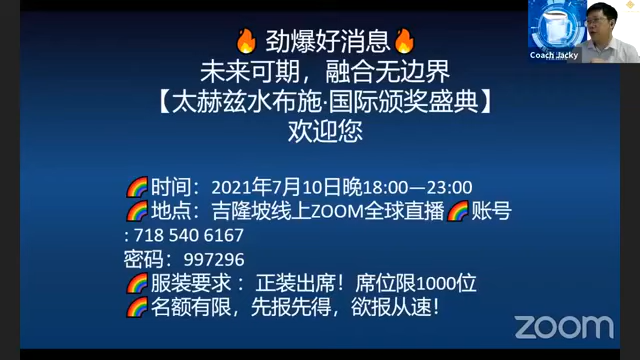 🔥 劲爆好消息🔥
未来可期，融合无边界
【太赫兹水布施·国际颁奖盛典】
欢迎您
🌈时间：2021年7月10日晚18:00—23:00
🌈地点：吉隆坡线上ZOOM全球直播🌈账号
: 718 540 6167
密码：997296
🌈服装要求 ：正装出席！席位限1000位
🌈名额有限，先报先得，欲报从速！
Coach Jacky
zoom